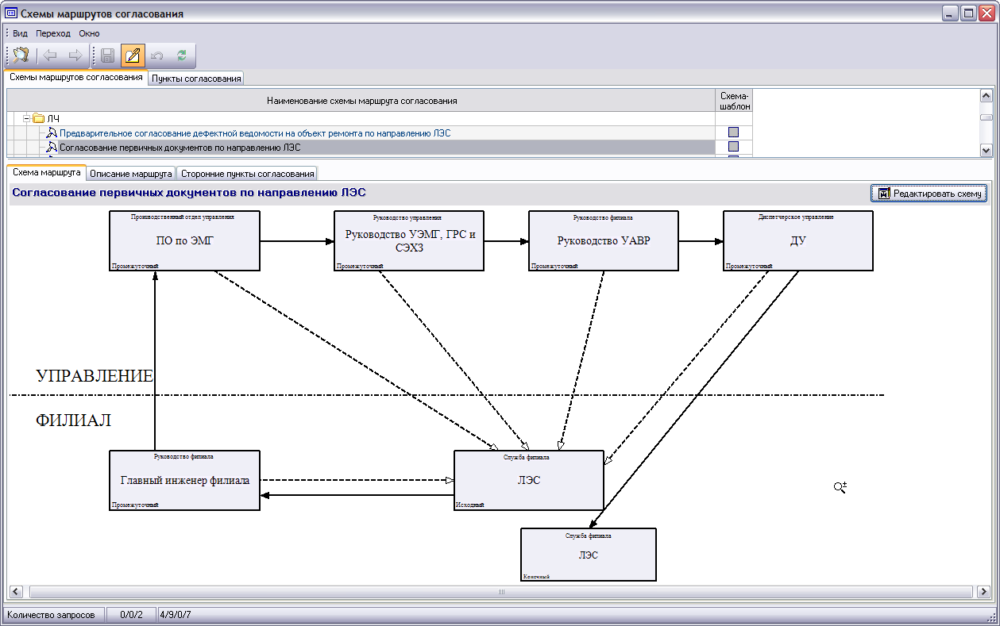 Схемы маршрутов согласования
Вид Переход Окно
Схемы маршрутов согласования Пункты согласования
Наименование схемы маршрута согласования
Схема-
шаблон
ЛЧ
Предварительное согласование дефектной ведомости на объект ремонта по направлению ЛЭС
Согласование первичных документов по направлению ЛЭС
Схема маршрута Описание маршрута Сторонние пункты согласования
Согласование первичных документов по направлению ЛЭС
Редактировать схему
Производственный отдел управления
ПО по ЭМГ
Промежуточный
Руководство управления
Руководство УЭМГ, ГРС и
СЭХЗ
Промежуточный
Руководство филиала
Руководство УАВР
Промежуточный
Диспетчерское управление
ДУ
Промежуточный
УПРАВЛЕНИЕ
ФИЛИАЛ
Руководство филиала
Главный инженер филиала
Промежуточный
Служба филиала
ЛЭС
Исходный
Служба филиала
ЛЭС
Конечный
Количество запросов 0/0/2 4/9/0/7